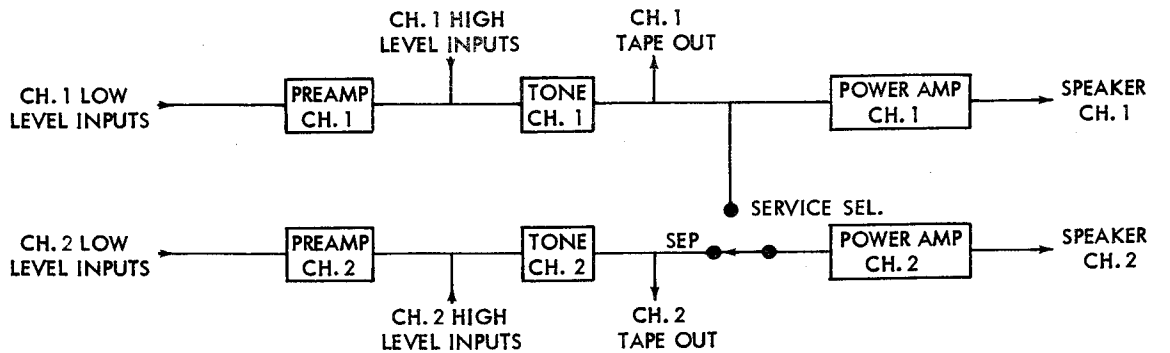 CH. 1 HIGH
LEVEL INPUTS
CH. 1
TAPE OUT
CH. 1 LOW
LEVEL INPUTS
PREAMP
CH. 1
TONE
CH. 1
POWER AMP
CH. 1
SPEAKER
CH. 1
SERVICE SEL.
CH. 2 LOW
LEVEL INPUTS
PREAMP
CH. 2
TONE
CH. 2
SEP
POWER AMP
CH. 2
SPEAKER
CH. 2
CH. 2 HIGH
LEVEL INPUTS
CH. 2
TAPE OUT